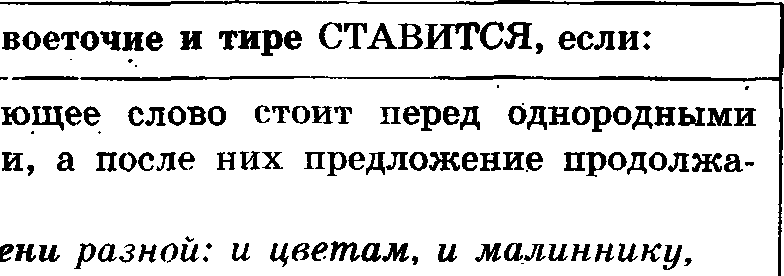 воеточие и тире СТАВИТСЯ, если:
ющее слово стоит перед однородными
и, а после них предложение продолжа-
ени разной: и цветам, и малиннику,